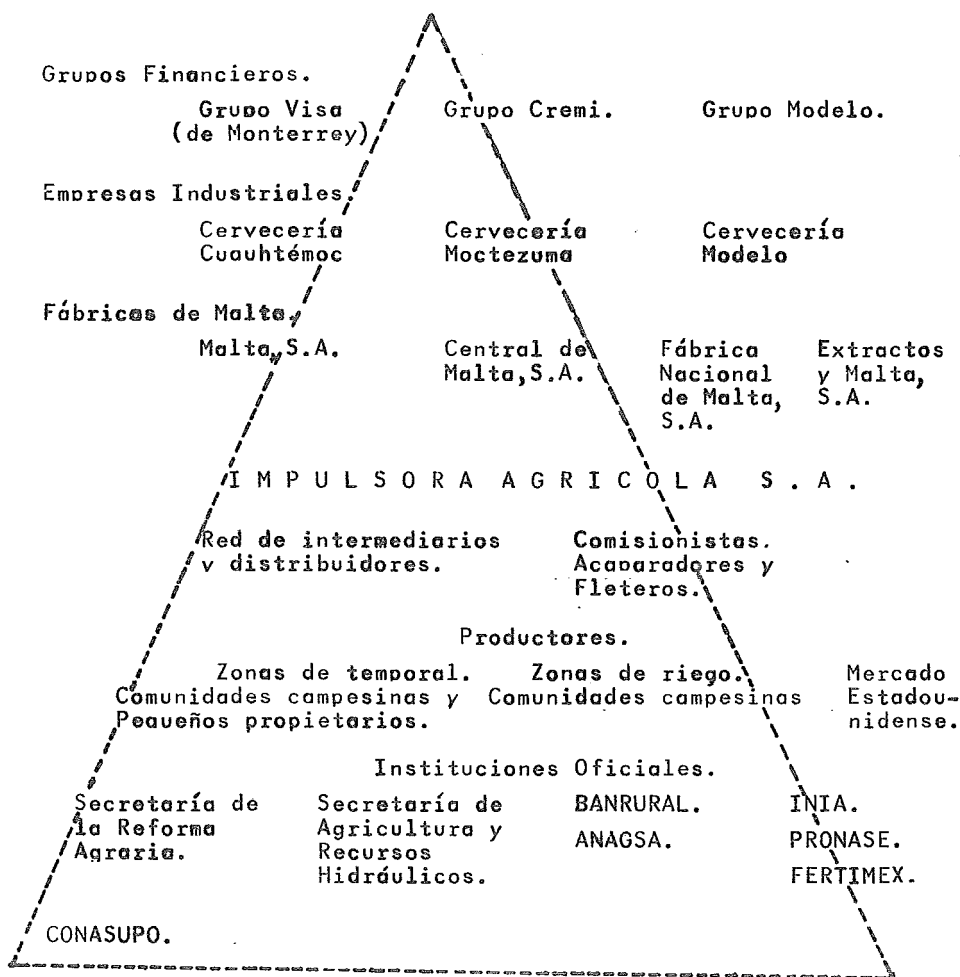 Grupos Financieros.
Grupo Visa Grupo Cremi. Grupo Modelo.
(de Monterrey)
Empresas Industriales.
Cervecería Cervecería Cervecería
Cuauhtémoc Moctezuma Modelo
Fábricas de Malta.
Malta, S.A. Central de Fábrica Extractos
Malta, S.A. Nacional y Malta,
de Malta, S.A.
S.A.
IMPULSORA AGRICOLA S.A.
Red de intermediarios Comisionistas.
y distribuidores. Acaparadores y
Fleteros.
Productores.
Zonas de temporal. Zonas de riego. Mercado
Comunidades campesinas y Comunidades campesinas Estadou-
Pequeños propietarios. nidense.
Instituciones Oficiales.
Secretaría de Secretaría de BANRURAL. INIA.
la Reforma Agricultura y ANAGSA. PRONASE.
Agraria. Recursos
Hidráulicos. FERTIMEX.
CONASUPO.